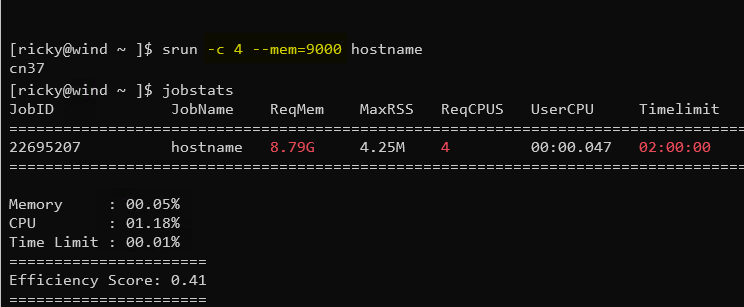 [ricky@wind ~ ]$ srun -c 4 --mem=9000 hostname
cn37
[ricky@wind ~ ]$ jobstats
JobID JobName ReqMem MaxRSS ReqCPUS UserCPU Timelimit
==================================================================================
22695207 hostname 8.79G 4.25M 4 00:00.047 02:00:00
==================================================================================
Memory : 00.05%
CPU : 01.18%
Time Limit : 00.01%
======================
Efficiency Score: 0.41
======================